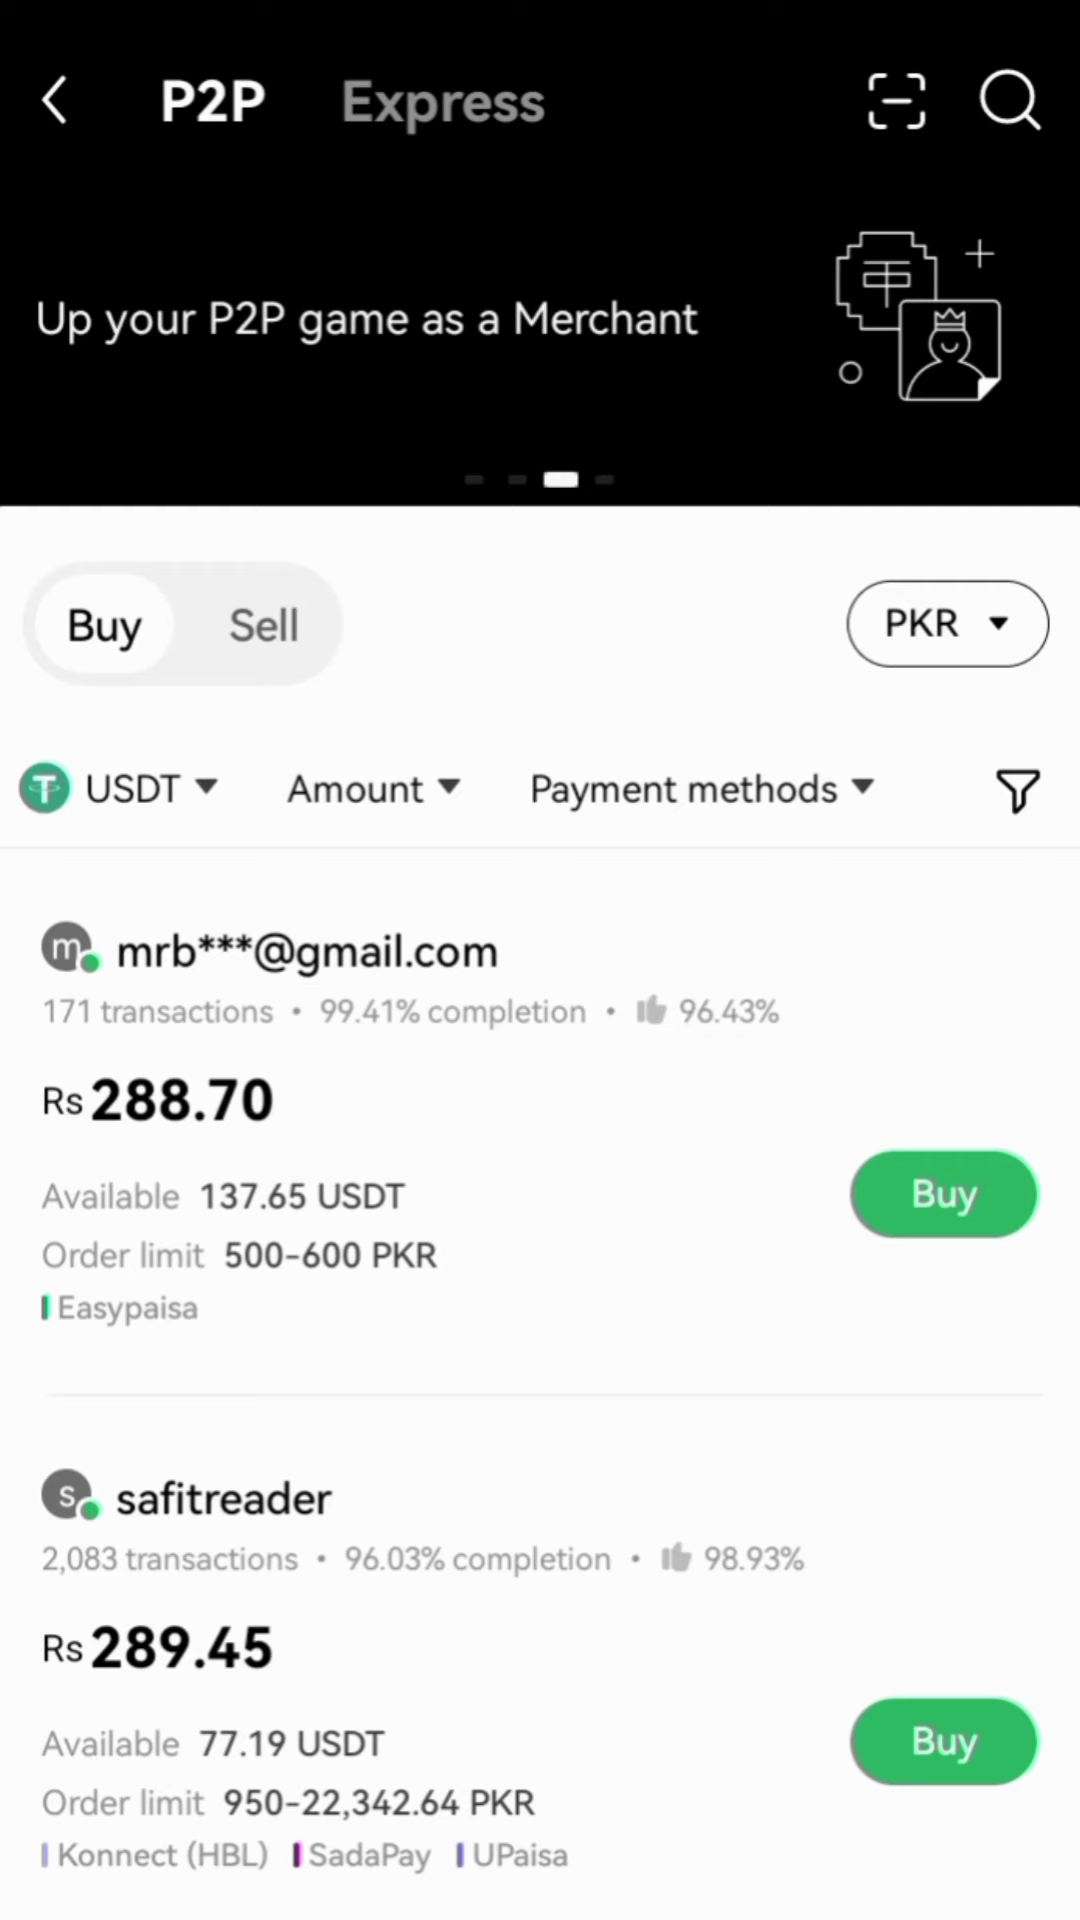 P2P Express
Up your P2P game as a Merchant
Buy Sell PKR
USDT Amount Payment methods
m mrb***@gmail.com
171 transactions • 99.41% completion • 96.43%
Rs 288.70
Available 137.65 USDT
Buy
Order limit 500-600 PKR
Easypaisa
s safitreader
2,083 transactions • 96.03% completion • 98.93%
Rs 289.45
Available 77.19 USDT
Buy
Order limit 950-22,342.64 PKR
Konnect (HBL) SadaPay UPaisa